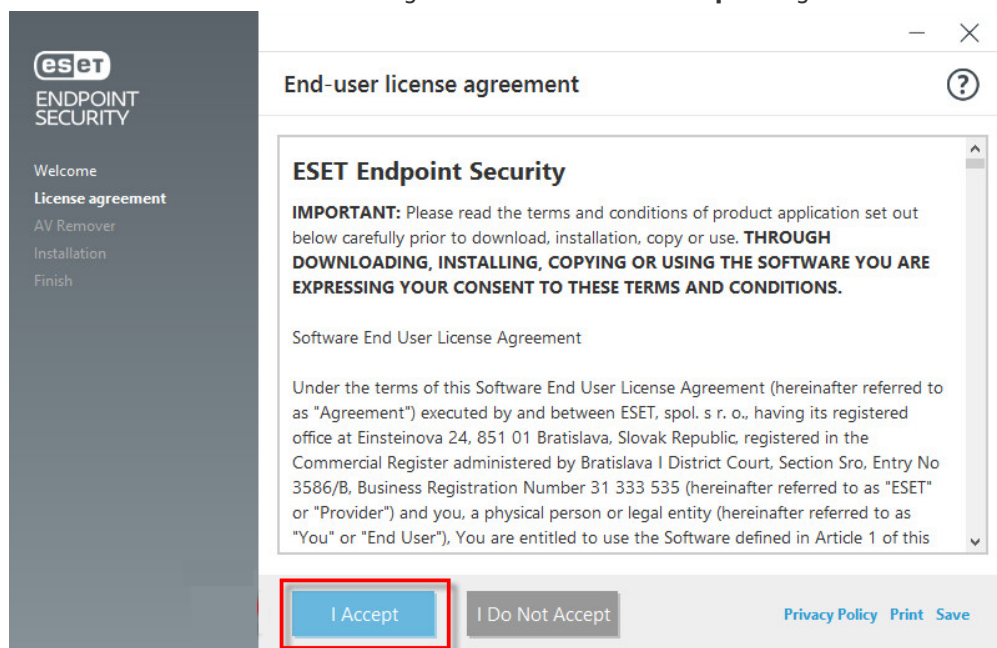 eset
ENDPOINT
SECURITY
Welcome
License agreement
AV Remover
Installation
Finish
End-user license agreement
?
ESET Endpoint Security
IMPORTANT: Please read the terms and conditions of product application set out
below carefully prior to download, installation, copy or use. THROUGH
DOWNLOADING, INSTALLING, COPYING OR USING THE SOFTWARE YOU ARE
EXPRESSING YOUR CONSENT TO THESE TERMS AND CONDITIONS.
Software End User License Agreement
Under the terms of this Software End User License Agreement (hereinafter referred to
as "Agreement") executed by and between ESET, spol. s r. o., having its registered
office at Einsteinova 24, 851 01 Bratislava, Slovak Republic, registered in the
Commercial Register administered by Bratislava I District Court, Section Sro, Entry No
3586/B, Business Registration Number 31 333 535 (hereinafter referred to as "ESET"
or "Provider") and you, a physical person or legal entity (hereinafter referred to as
"You" or "End User"), You are entitled to use the Software defined in Article 1 of this
I Accept
I Do Not Accept
Privacy Policy Print Save